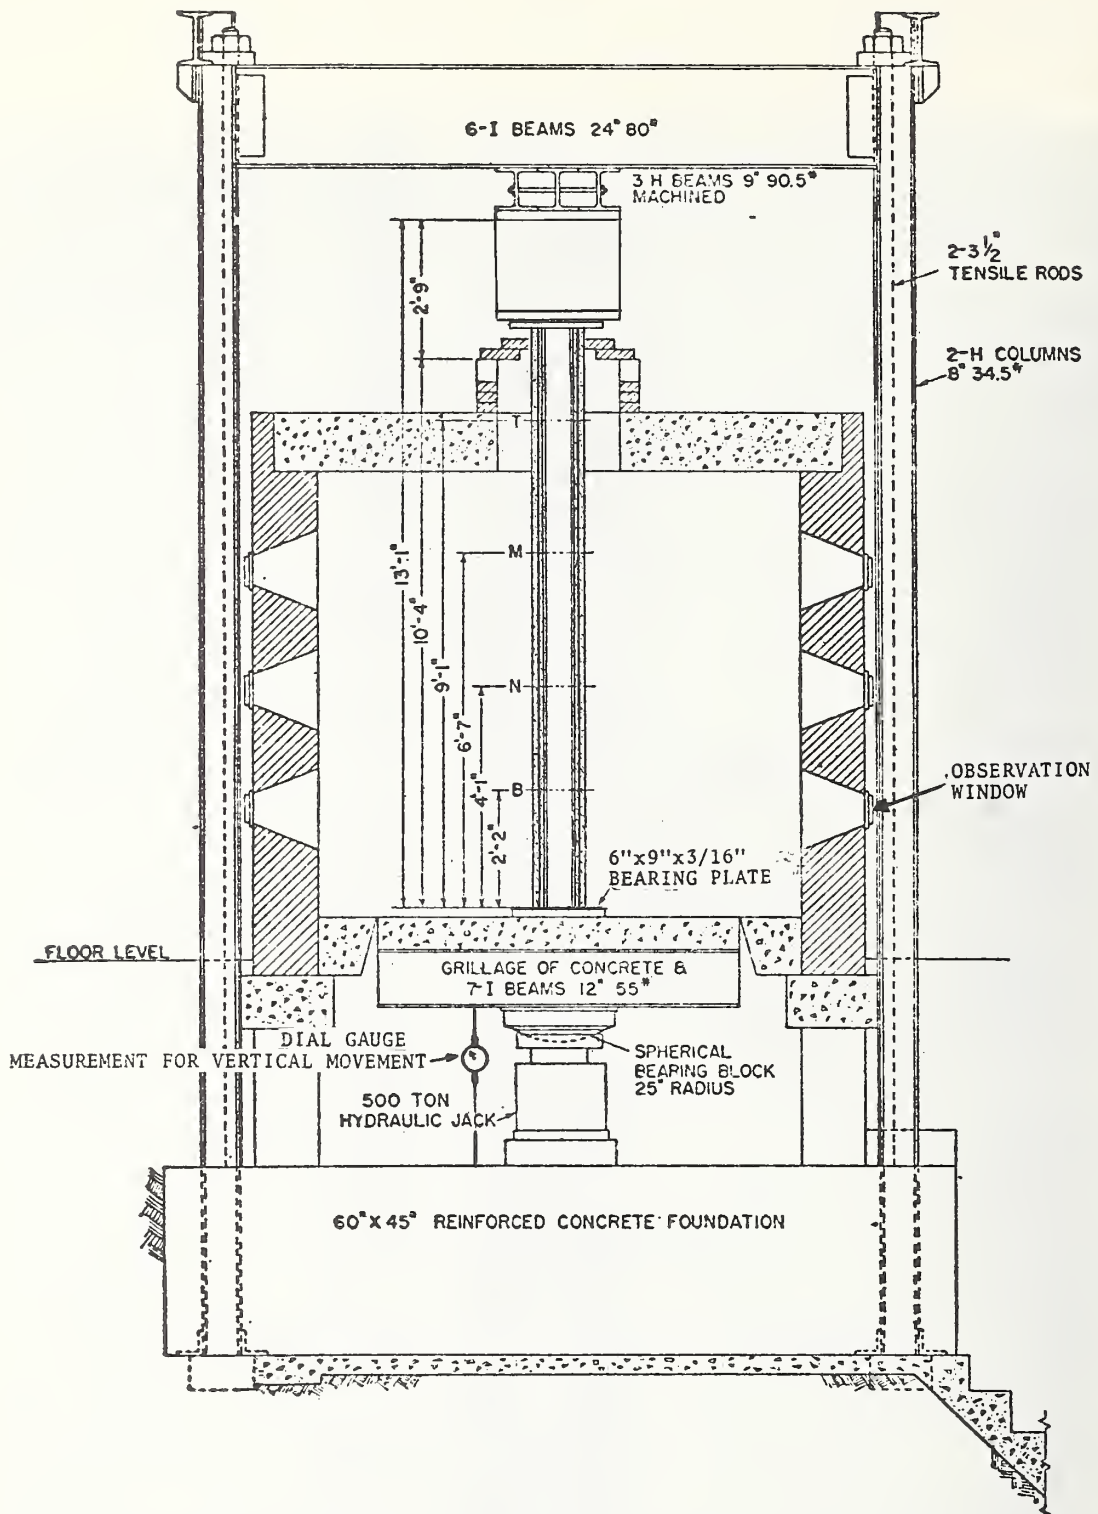 6-I BEAMS 24" 80#
3 H BEAMS 9" 90.5#
MACHINED
2-3 1/2"
TENSILE RODS
2'-9"
2-H COLUMNS
8" 34.5#
T
M
13'-1"
10'-4"
9'-1"
N
6'-7"
4'-1"
B
2'-2"
OBSERVATION
WINDOW
6"x9"x3/16"
BEARING PLATE
FLOOR LEVEL
GRILLAGE OF CONCRETE &
7-I BEAMS 12" 55#
DIAL GAUGE
MEASUREMENT FOR VERTICAL MOVEMENT
SPHERICAL
BEARING BLOCK
25" RADIUS
500 TON
HYDRAULIC JACK
60" X 45" REINFORCED CONCRETE FOUNDATION